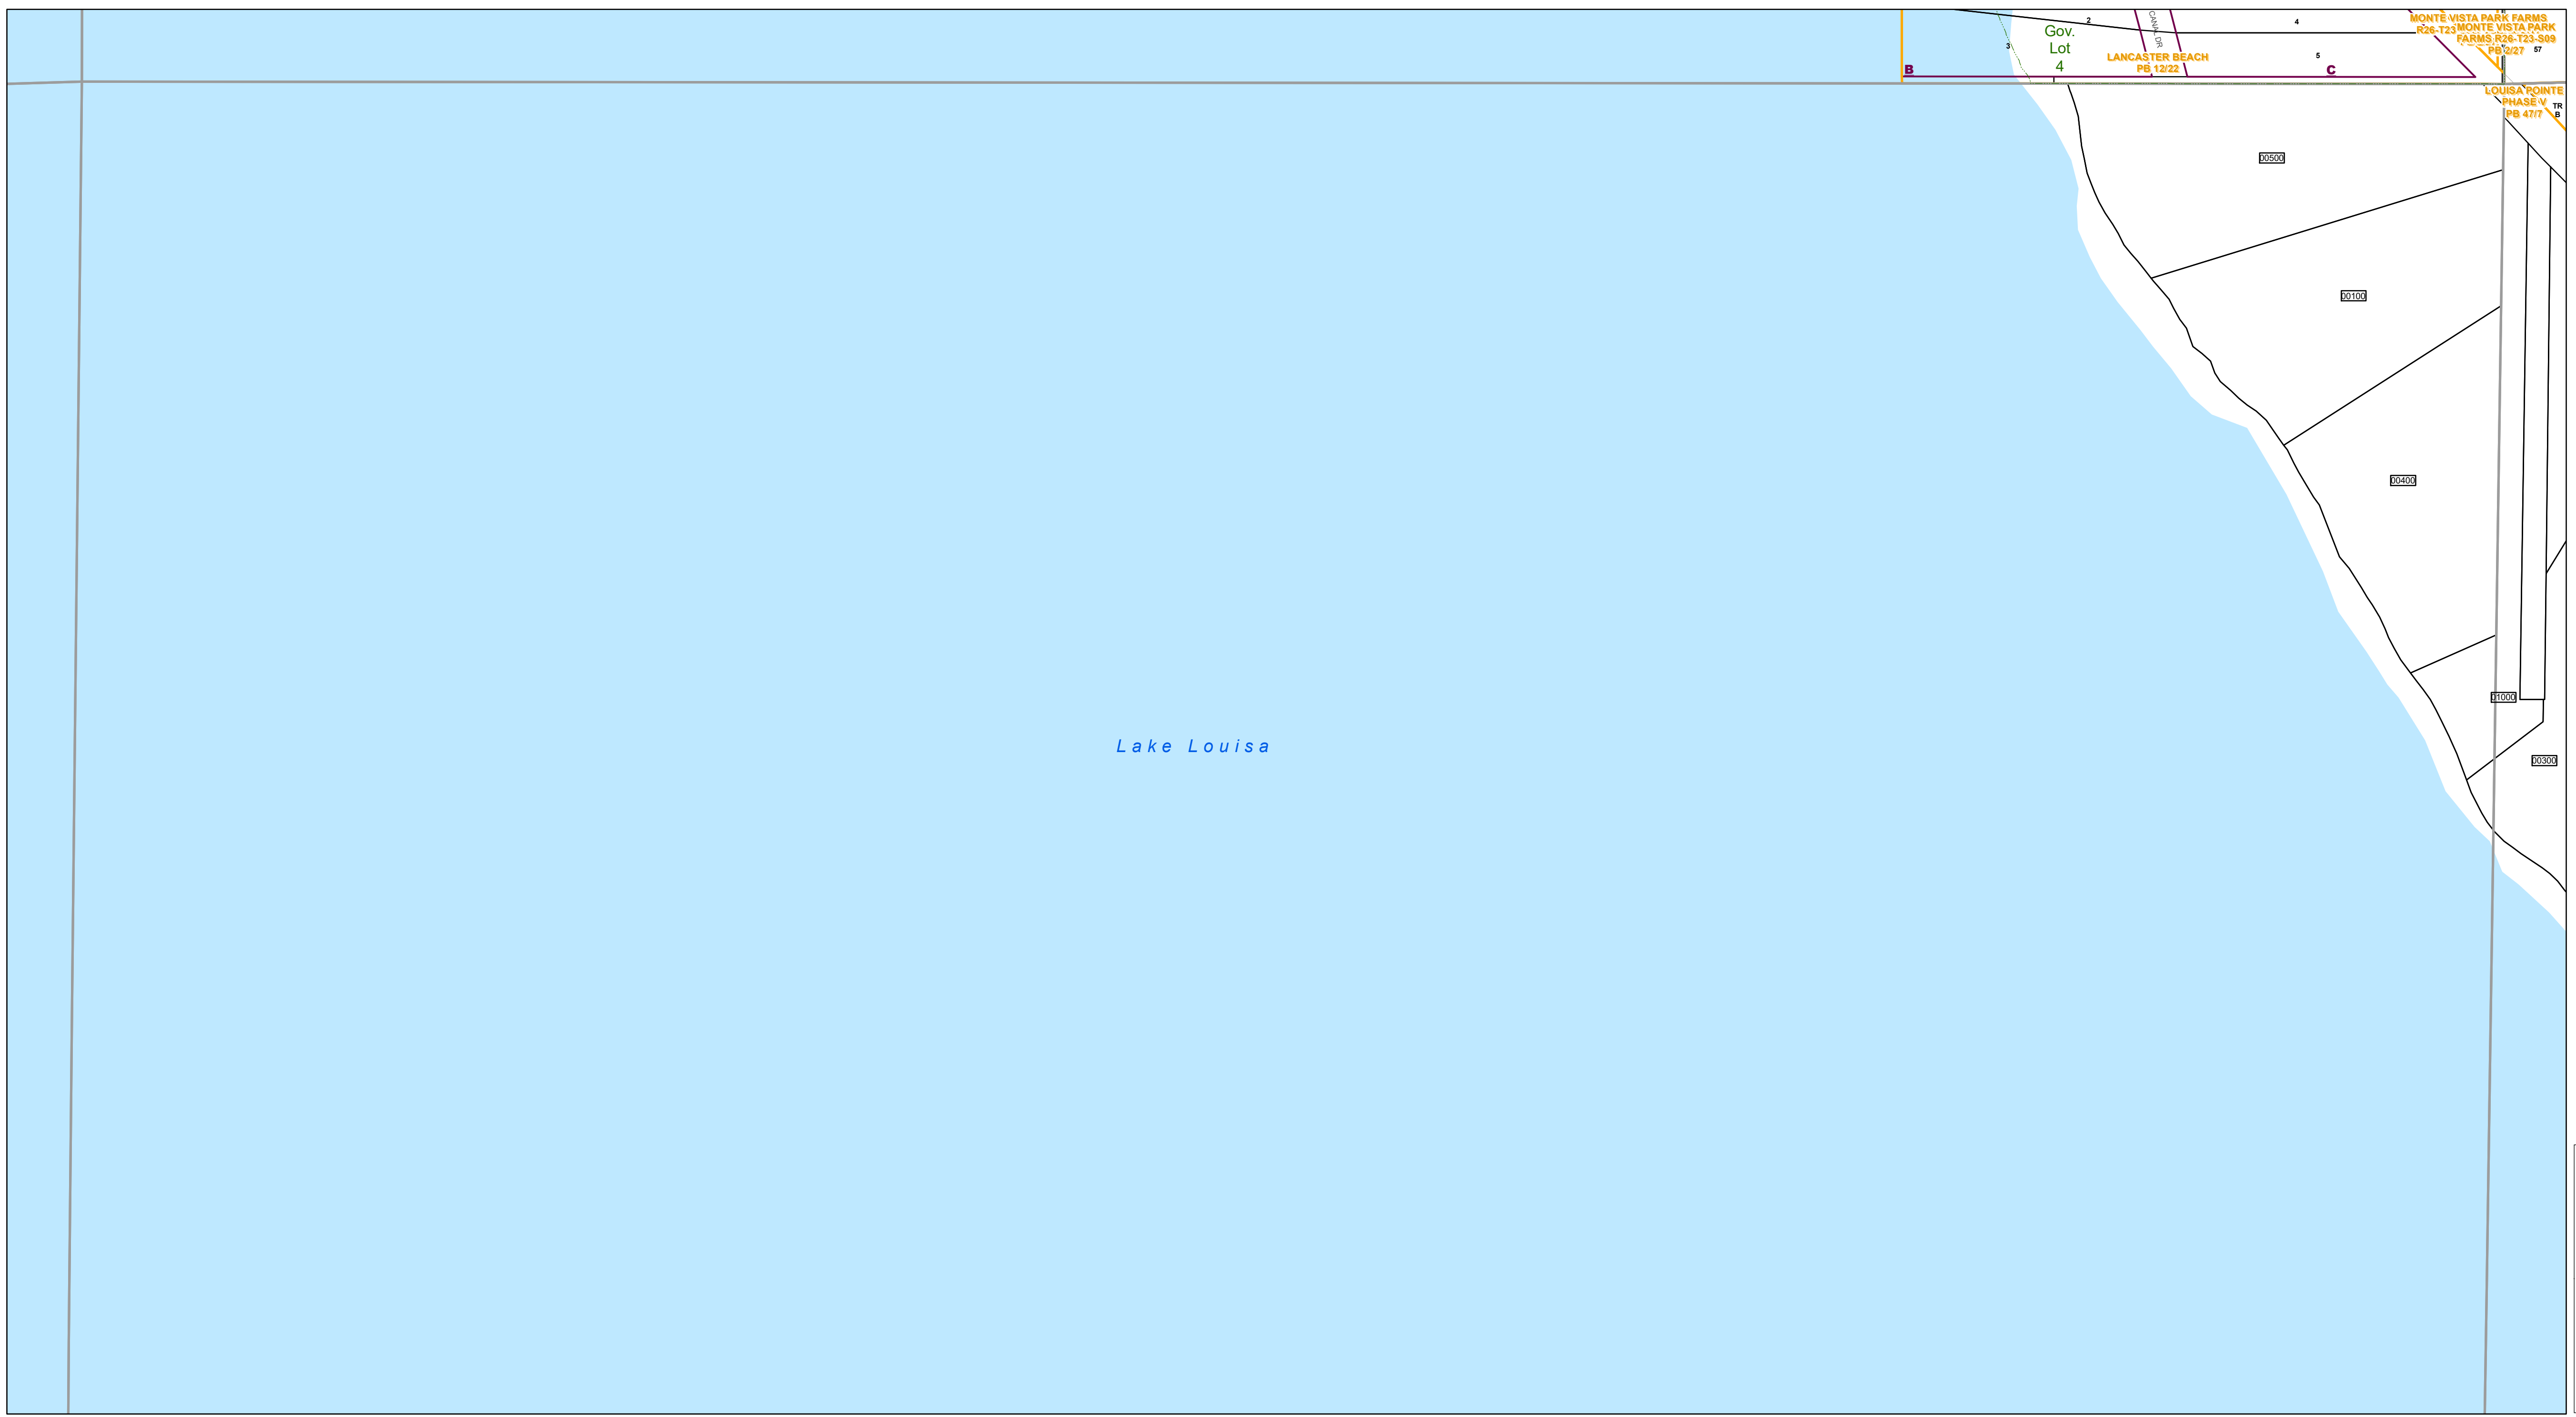 MONTE VISTA PARK FARMS
R26-T23
MONTE VISTA PARK
FARMS R26-T23-S09
PB 2/27
57
2
4
CANAL DR
Gov.
Lot
4
3
5
LANCASTER BEACH
PB 12/22
B
C
LOUISA POINTE
PHASE V
PB 47/7
TR
B
00500
00100
00400
01000
00300
Lake Louisa